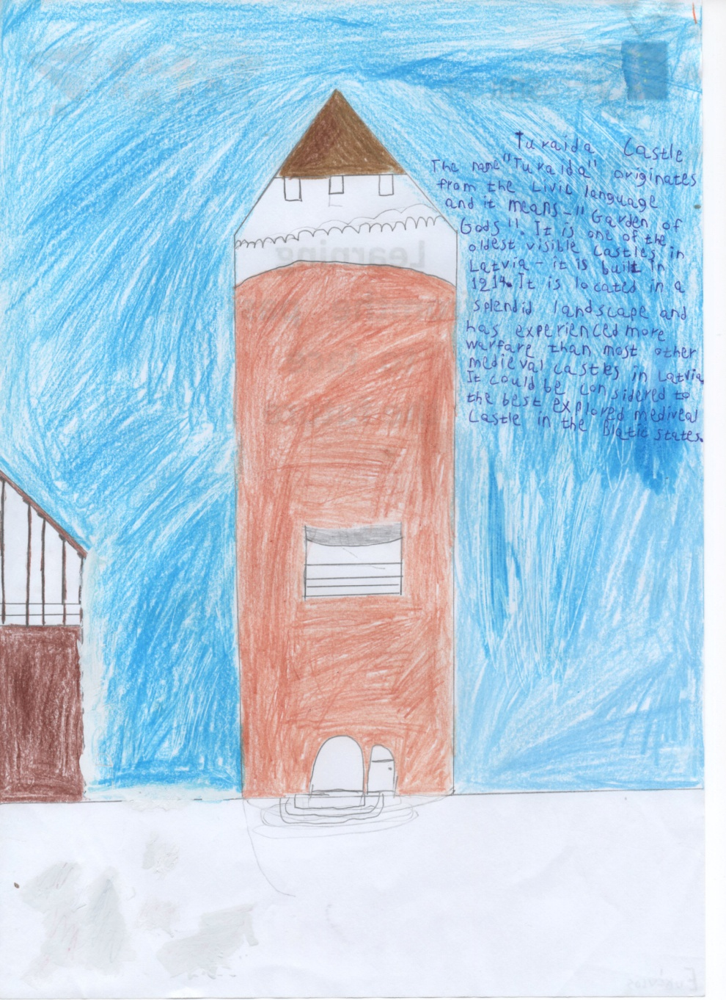 Turaida Castle
The name "Turaida" originates
from the Livic language
and it means - "Garden of
Gods". It is one of the
oldest visible castles in
Latvia - it is built in
1214. It is located in a
splendid landscape and
has experienced more
warfare than most other
medieval castles in Latvia.
It could be considered to
the best explored mediveal
castle in the Blatic states.
Learning